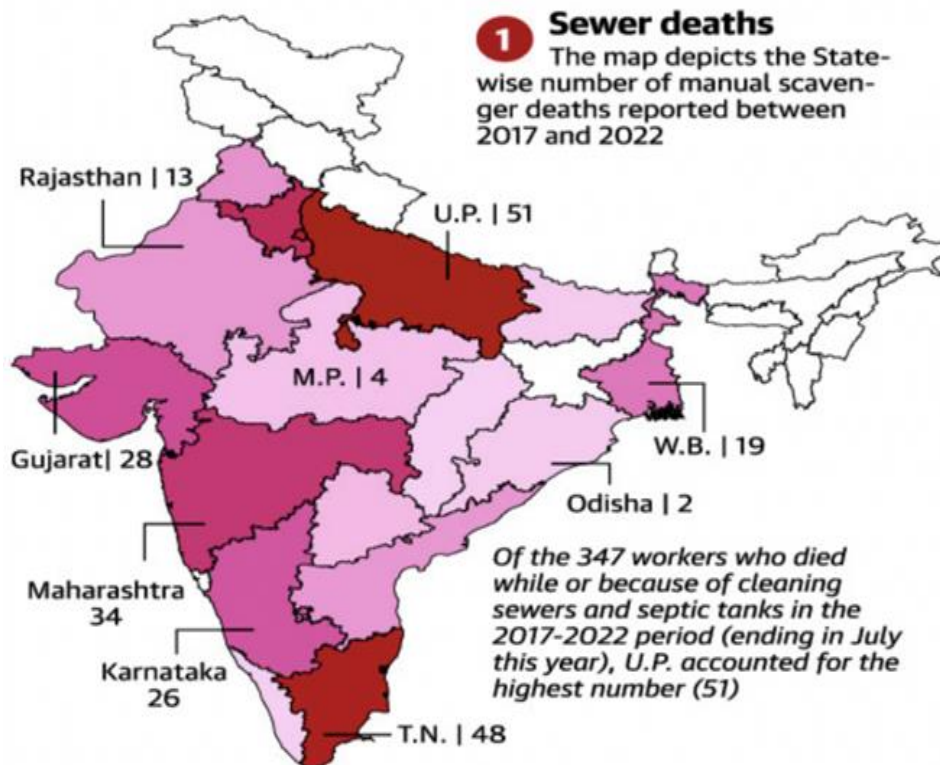 1
Sewer deaths
The map depicts the State-
wise number of manual scaven-
ger deaths reported between
2017 and 2022
Rajasthan | 13
U.P. | 51
M.P. | 4
Gujarat| 28
W.B. | 19
Odisha | 2
Maharashtra
34
Karnataka
26
T.N. | 48
Of the 347 workers who died
while or because of cleaning
sewers and septic tanks in the
2017-2022 period (ending in July
this year), U.P. accounted for the
highest number (51)